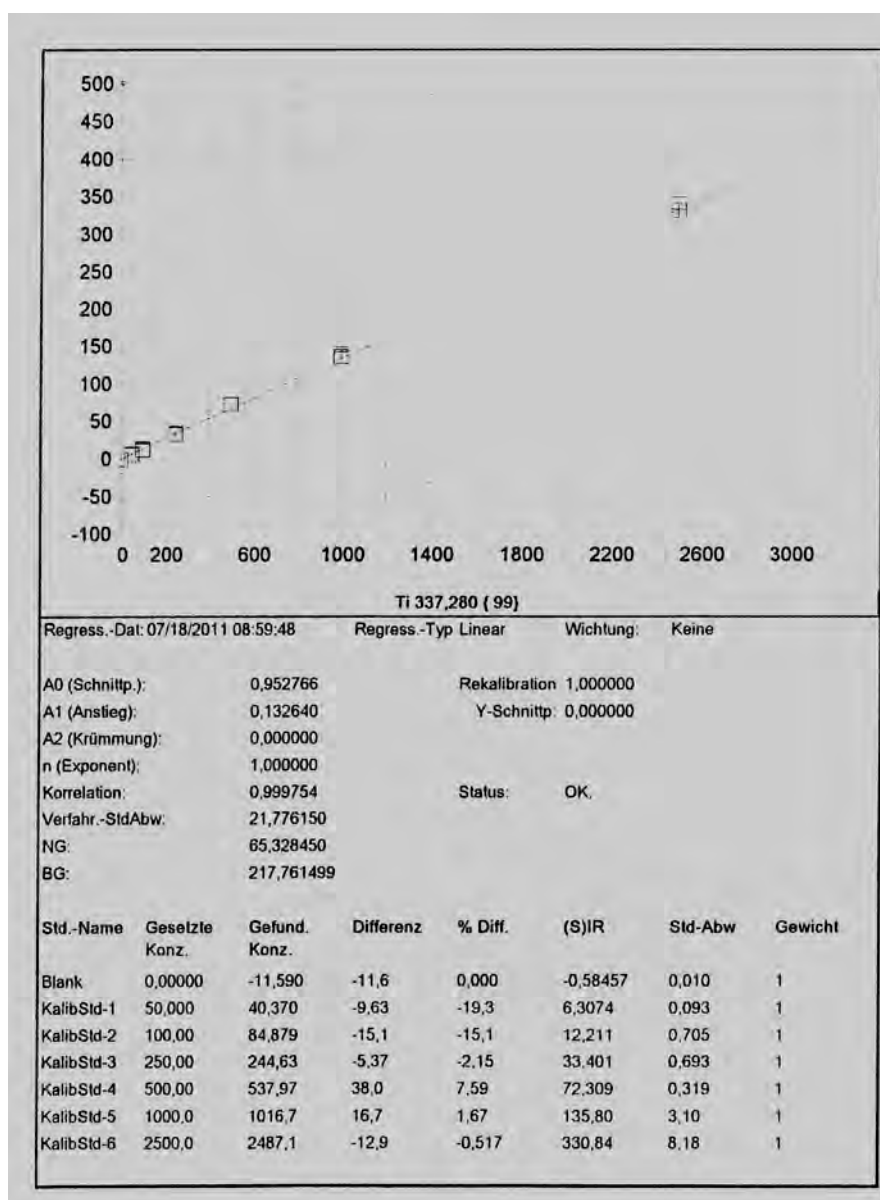 500
450
400
350
300
250
200
150
100
50
0
-50
-100
0 200 600 1000 1400 1800 2200 2600 3000
Ti 337,280 { 99}
Regress.-Dat: 07/18/2011 08:59:48 Regress.-Typ Linear Wichtung: Keine
A0 (Schnittp.): 0,952766 Rekalibration 1,000000
A1 (Anstieg): 0,132640 Y-Schnittp: 0,000000
A2 (Krümmung): 0,000000
n (Exponent): 1,000000
Korrelation: 0,999754 Status: OK.
Verfahr.-StdAbw: 21,776150
NG: 65,328450
BG: 217,761499
Std.-Name Gesetzte Gefund. Differenz % Diff. (S)IR Std-Abw Gewicht
Konz. Konz.
Blank 0,00000 -11,590 -11,6 0,000 -0,58457 0,010 1
KalibStd-1 50,000 40,370 -9,63 -19,3 6,3074 0,093 1
KalibStd-2 100,00 84,879 -15,1 -15,1 12,211 0,705 1
KalibStd-3 250,00 244,63 -5,37 -2,15 33,401 0,693 1
KalibStd-4 500,00 537,97 38,0 7,59 72,309 0,319 1
KalibStd-5 1000,0 1016,7 16,7 1,67 135,80 3,10 1
KalibStd-6 2500,0 2487,1 -12,9 -0,517 330,84 8,18 1